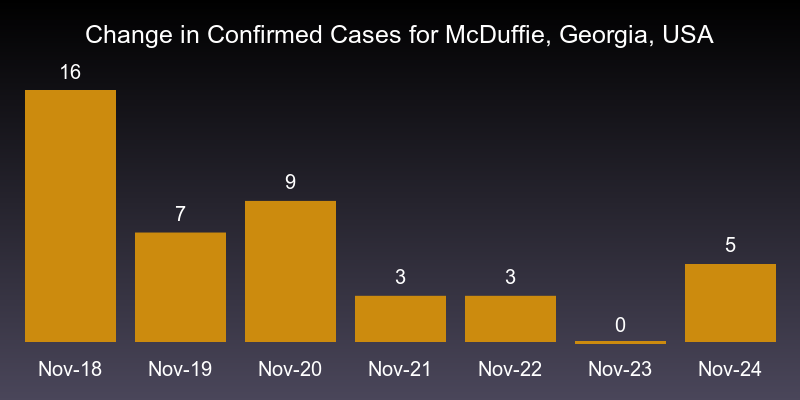 Change in Confirmed Cases for McDuffie, Georgia, USA
16
7
9
3
3
0
5
Nov-18
Nov-19
Nov-20
Nov-21
Nov-22
Nov-23
Nov-24